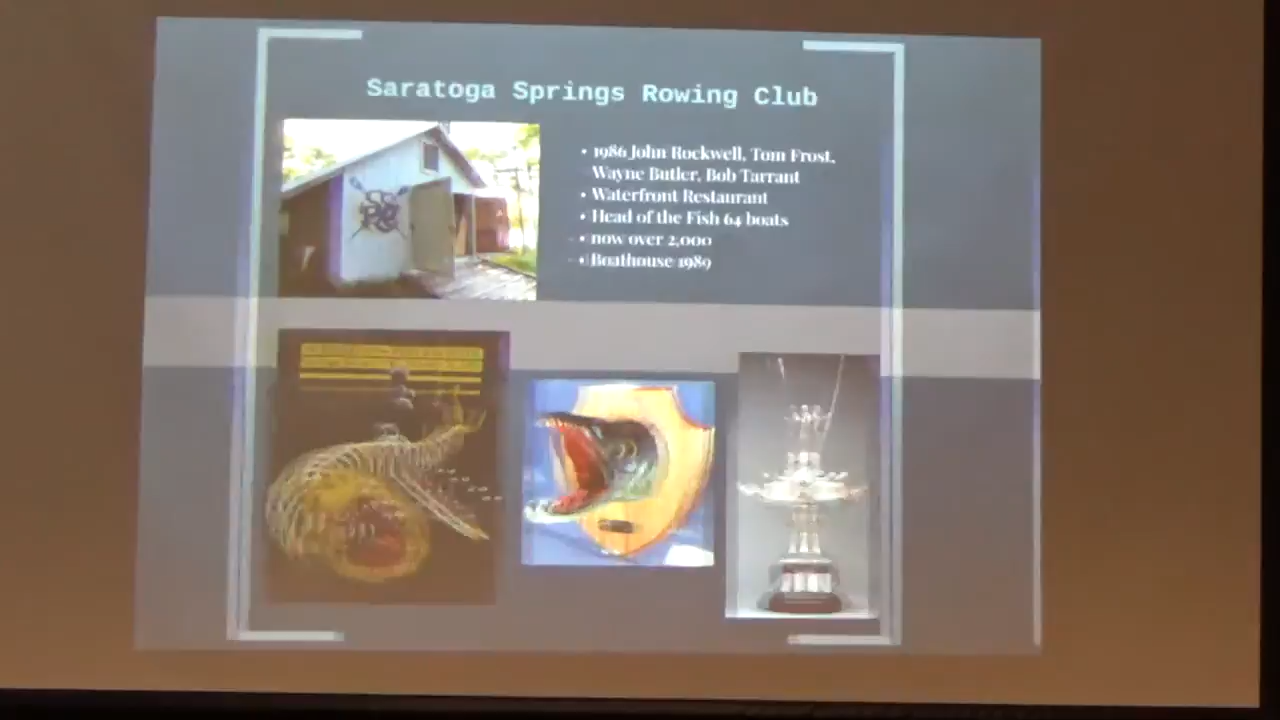 Saratoga Springs Rowing Club
• 1986 John Rockwell, Tom Frost,
Wayne Butler, Bob Tarrant
• Waterfront Restaurant
• Head of the Fish 64 boats
• now over 2,000
• Boathouse 1989